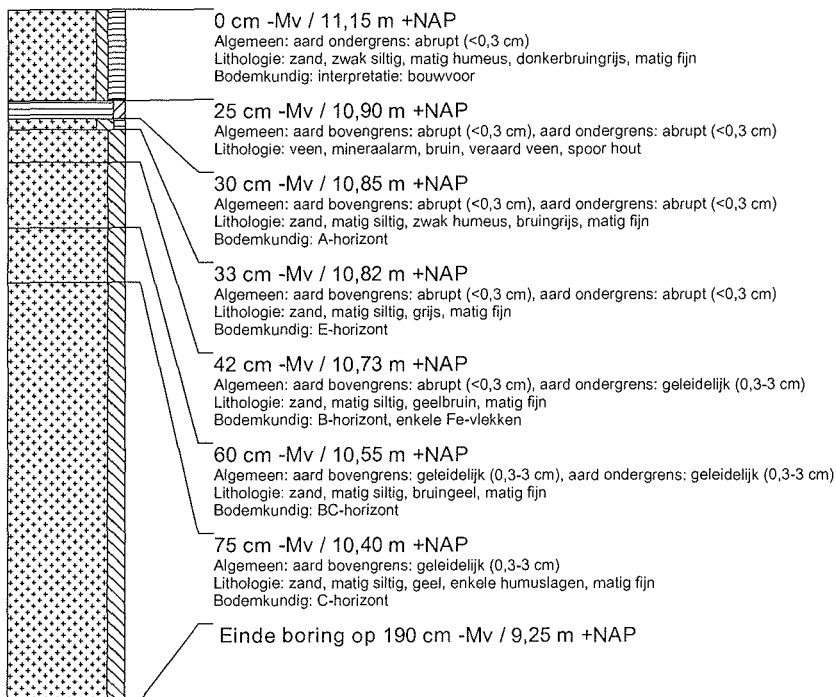 0 cm -Mv / 11,15 m +NAP
Algemeen: aard ondergrens: abrupt (<0,3 cm)
Lithologie: zand, zwak siltig, matig humeus, donkerbruingrijs, matig fijn
Bodemkundig: interpretatie: bouwvoor
25 cm -Mv / 10,90 m +NAP
Algemeen: aard bovengrens: abrupt (<0,3 cm), aard ondergrens: abrupt (<0,3 cm)
Lithologie: veen, mineraalarm, bruin, veraard veen, spoor hout
30 cm -Mv / 10,85 m +NAP
Algemeen: aard bovengrens: abrupt (<0,3 cm), aard ondergrens: abrupt (<0,3 cm)
Lithologie: zand, matig siltig, zwak humeus, bruingrijs, matig fijn
Bodemkundig: A-horizont
33 cm -Mv / 10,82 m +NAP
Algemeen: aard bovengrens: abrupt (<0,3 cm), aard ondergrens: abrupt (<0,3 cm)
Lithologie: zand, matig siltig, grijs, matig fijn
Bodemkundig: E-horizont
42 cm -Mv / 10,73 m +NAP
Algemeen: aard bovengrens: abrupt (<0,3 cm), aard ondergrens: geleidelijk (0,3-3 cm)
Lithologie: zand, matig siltig, geelbruin, matig fijn
Bodemkundig: B-horizont, enkele Fe-vlekken
60 cm -Mv / 10,55 m +NAP
Algemeen: aard bovengrens: geleidelijk (0,3-3 cm), aard ondergrens: geleidelijk (0,3-3 cm)
Lithologie: zand, matig siltig, bruingeel, matig fijn
Bodemkundig: BC-horizont
75 cm -Mv / 10,40 m +NAP
Algemeen: aard bovengrens: geleidelijk (0,3-3 cm)
Lithologie: zand, matig siltig, geel, enkele humuslagen, matig fijn
Bodemkundig: C-horizont
Einde boring op 190 cm -Mv / 9,25 m +NAP